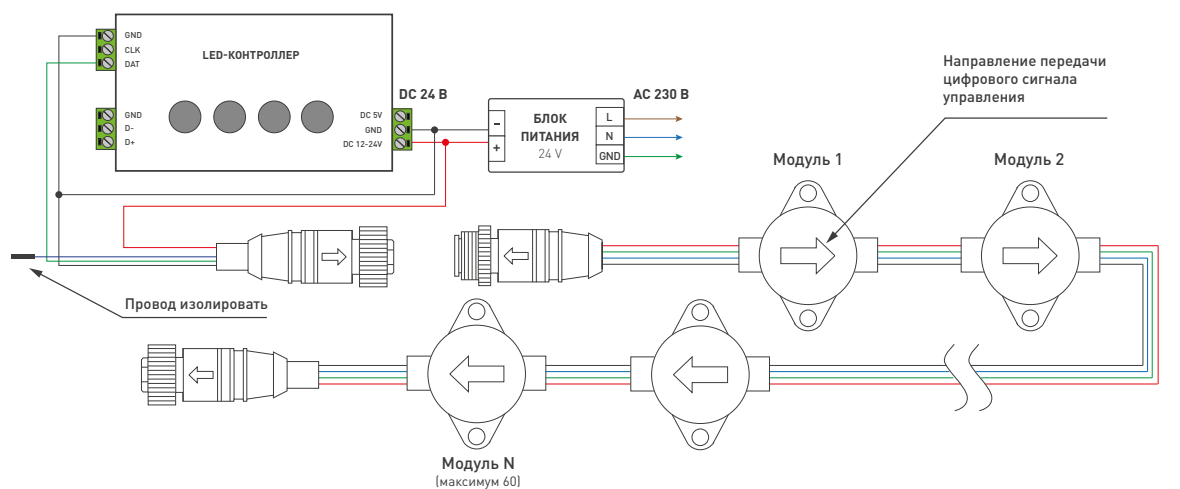 GND
CLK
DAT
LED-КОНТРОЛЛЕР
GND
D-
D+
DC 5V
GND
DC 12-24V
DC 24 В
–
+
БЛОК
ПИТАНИЯ
24 V
L
N
GND
AC 230 В
Направление передачи
цифрового сигнала
управления
Модуль 1
Модуль 2
Провод изолировать
Модуль N
(максимум 60)